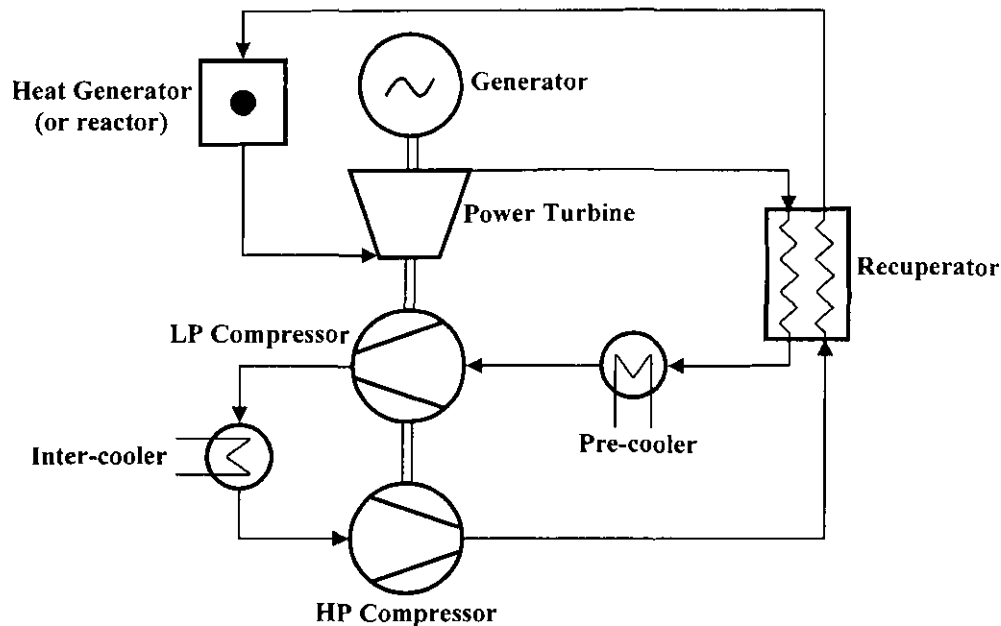 Heat Generator
(or reactor)
Generator
Power Turbine
Recuperator
LP Compressor
Pre-cooler
Inter-cooler
HP Compressor